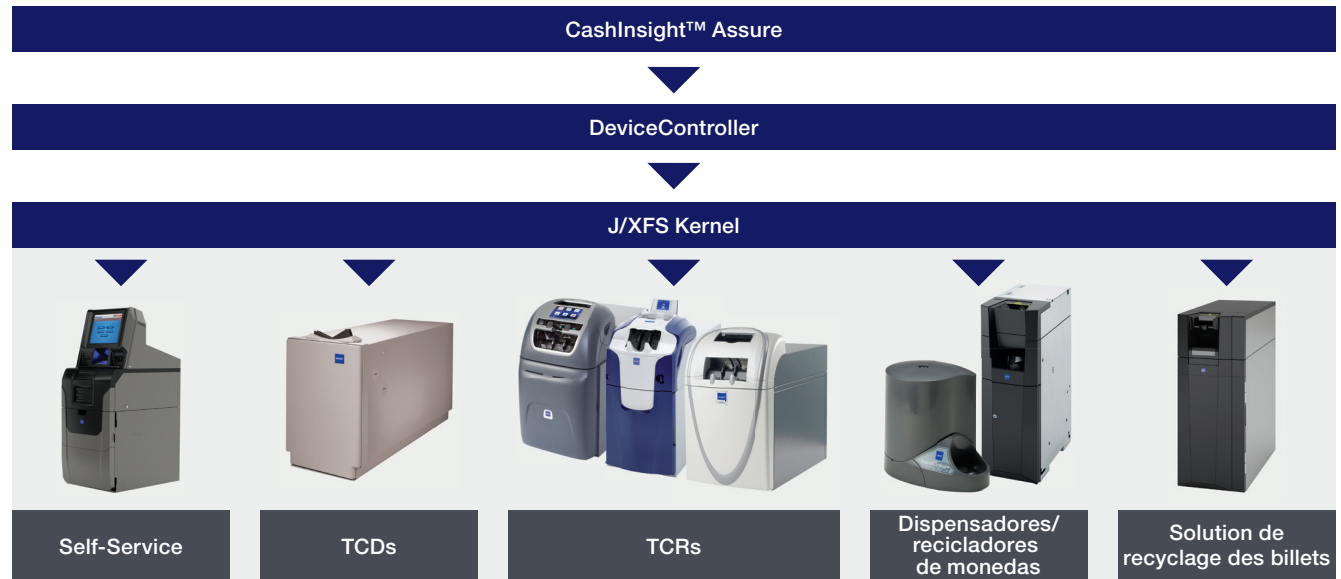 CashInsight™ Assure
DeviceController
J/XFS Kernel
Self-Service
TCDs
TCRs
Dispensadores/
recicladores
de monedas
Solution de
recyclage des billets